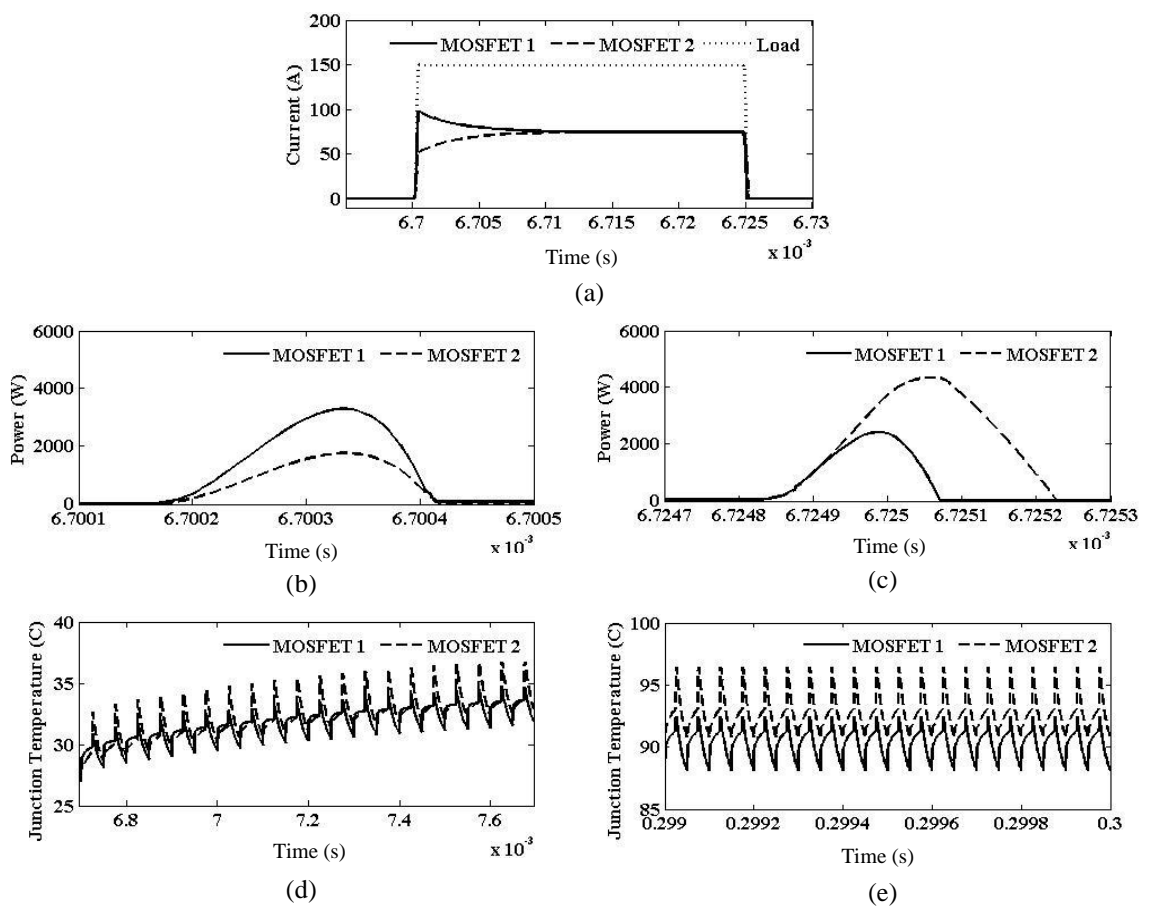 200
150
100
50
0
Current (A)
MOSFET 1 MOSFET 2 Load
6.7 6.705 6.71 6.715 6.72 6.725 6.73
Time (s)
x 10⁻³
(a)
6000
4000
2000
0
Power (W)
MOSFET 1 MOSFET 2
6.7001 6.7002 6.7003 6.7004 6.7005
Time (s)
x 10⁻³
(b)
6000
4000
2000
0
Power (W)
MOSFET 1 MOSFET 2
6.7247 6.7248 6.7249 6.725 6.7251 6.7252 6.7253
Time (s)
x 10⁻³
(c)
40
35
30
25
Junction Temperature (C)
MOSFET 1 MOSFET 2
6.8 7 7.2 7.4 7.6
Time (s)
x 10⁻³
(d)
100
95
90
85
Junction Temperature (C)
MOSFET 1 MOSFET 2
0.299 0.2992 0.2994 0.2996 0.2998 0.3
Time (s)
(e)